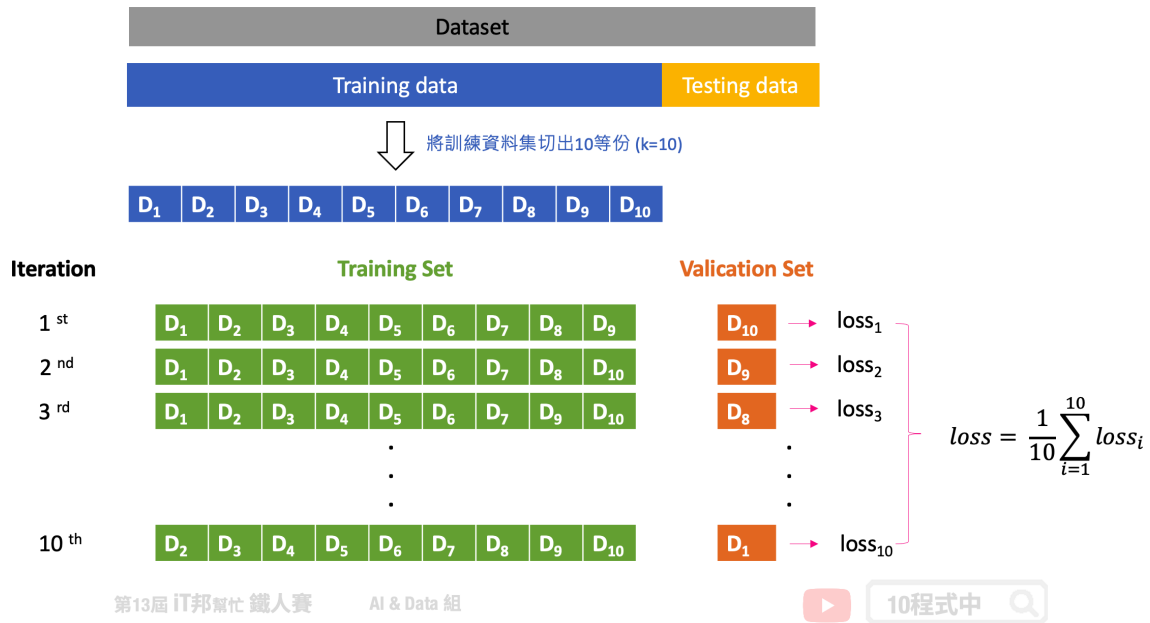 Dataset
Training data Testing data
將訓練資料集切出10等份 (k=10)
D₁ D₂ D₃ D₄ D₅ D₆ D₇ D₈ D₉ D₁₀
Iteration Training Set Valication Set
1 st D₁ D₂ D₃ D₄ D₅ D₆ D₇ D₈ D₉ D₁₀ loss₁
2 nd D₁ D₂ D₃ D₄ D₅ D₆ D₇ D₈ D₁₀ D₉ loss₂
3 rd D₁ D₂ D₃ D₄ D₅ D₆ D₇ D₉ D₁₀ D₈ loss₃
loss = 1/10 ∑ i=1 10 lossᵢ
10 th D₂ D₃ D₄ D₅ D₆ D₇ D₈ D₉ D₁₀ D₁ loss₁₀
第13屆 iT邦幫忙 鐵人賽 AI & Data 組 10程式中